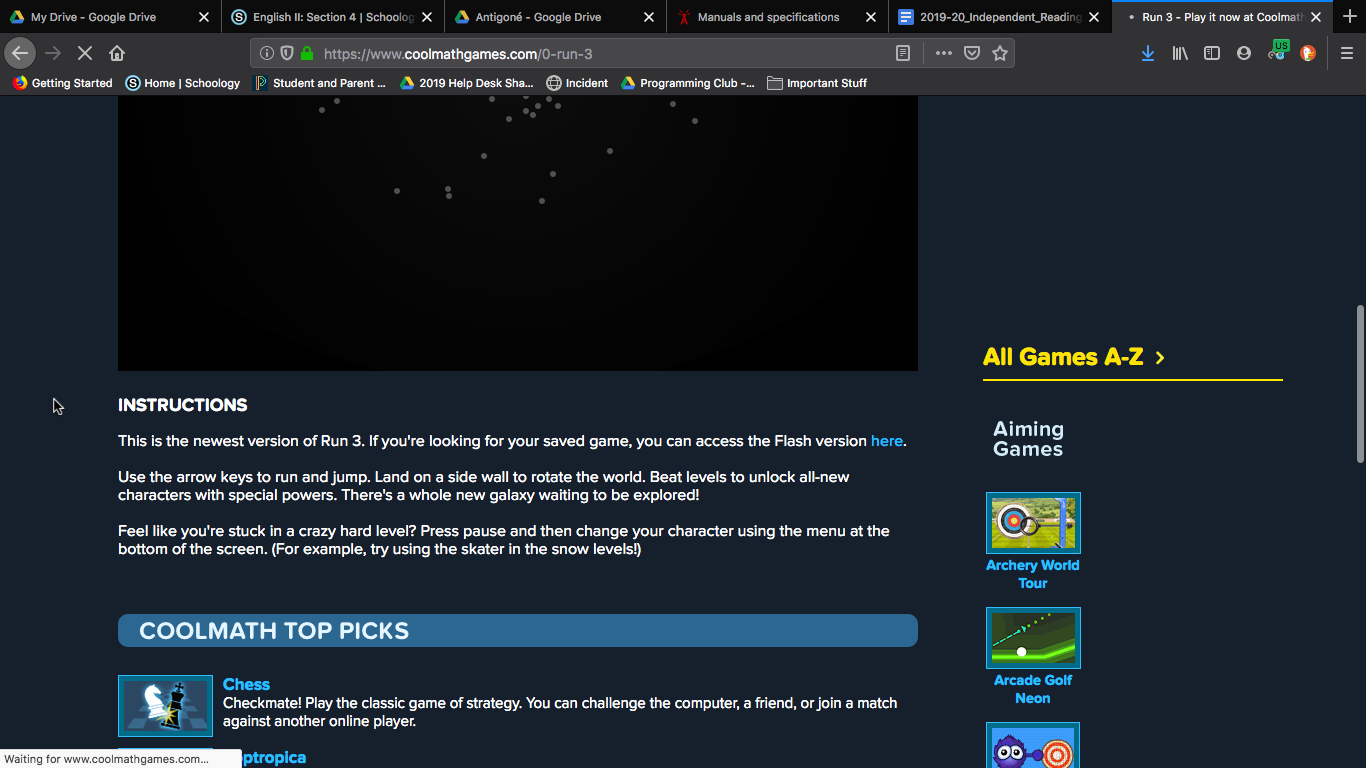 My Drive - Google Drive
English II: Section 4 | Schoolog
Antigoné - Google Drive
Manuals and specifications
2019-20_Independent_Reading
Run 3 - Play it now at Coolmath
https://www.coolmathgames.com/0-run-3
US
Getting Started
Home | Schoology
Student and Parent ...
2019 Help Desk Sha...
Incident
Programming Club -...
Important Stuff
All Games A-Z >
INSTRUCTIONS
This is the newest version of Run 3. If you're looking for your saved game, you can access the Flash version here.
Use the arrow keys to run and jump. Land on a side wall to rotate the world. Beat levels to unlock all-new
characters with special powers. There's a whole new galaxy waiting to be explored!
Feel like you're stuck in a crazy hard level? Press pause and then change your character using the menu at the
bottom of the screen. (For example, try using the skater in the snow levels!)
Aiming
Games
Archery World
Tour
Arcade Golf
Neon
COOLMATH TOP PICKS
Chess
Checkmate! Play the classic game of strategy. You can challenge the computer, a friend, or join a match
against another online player.
ptropica
Waiting for www.coolmathgames.com...